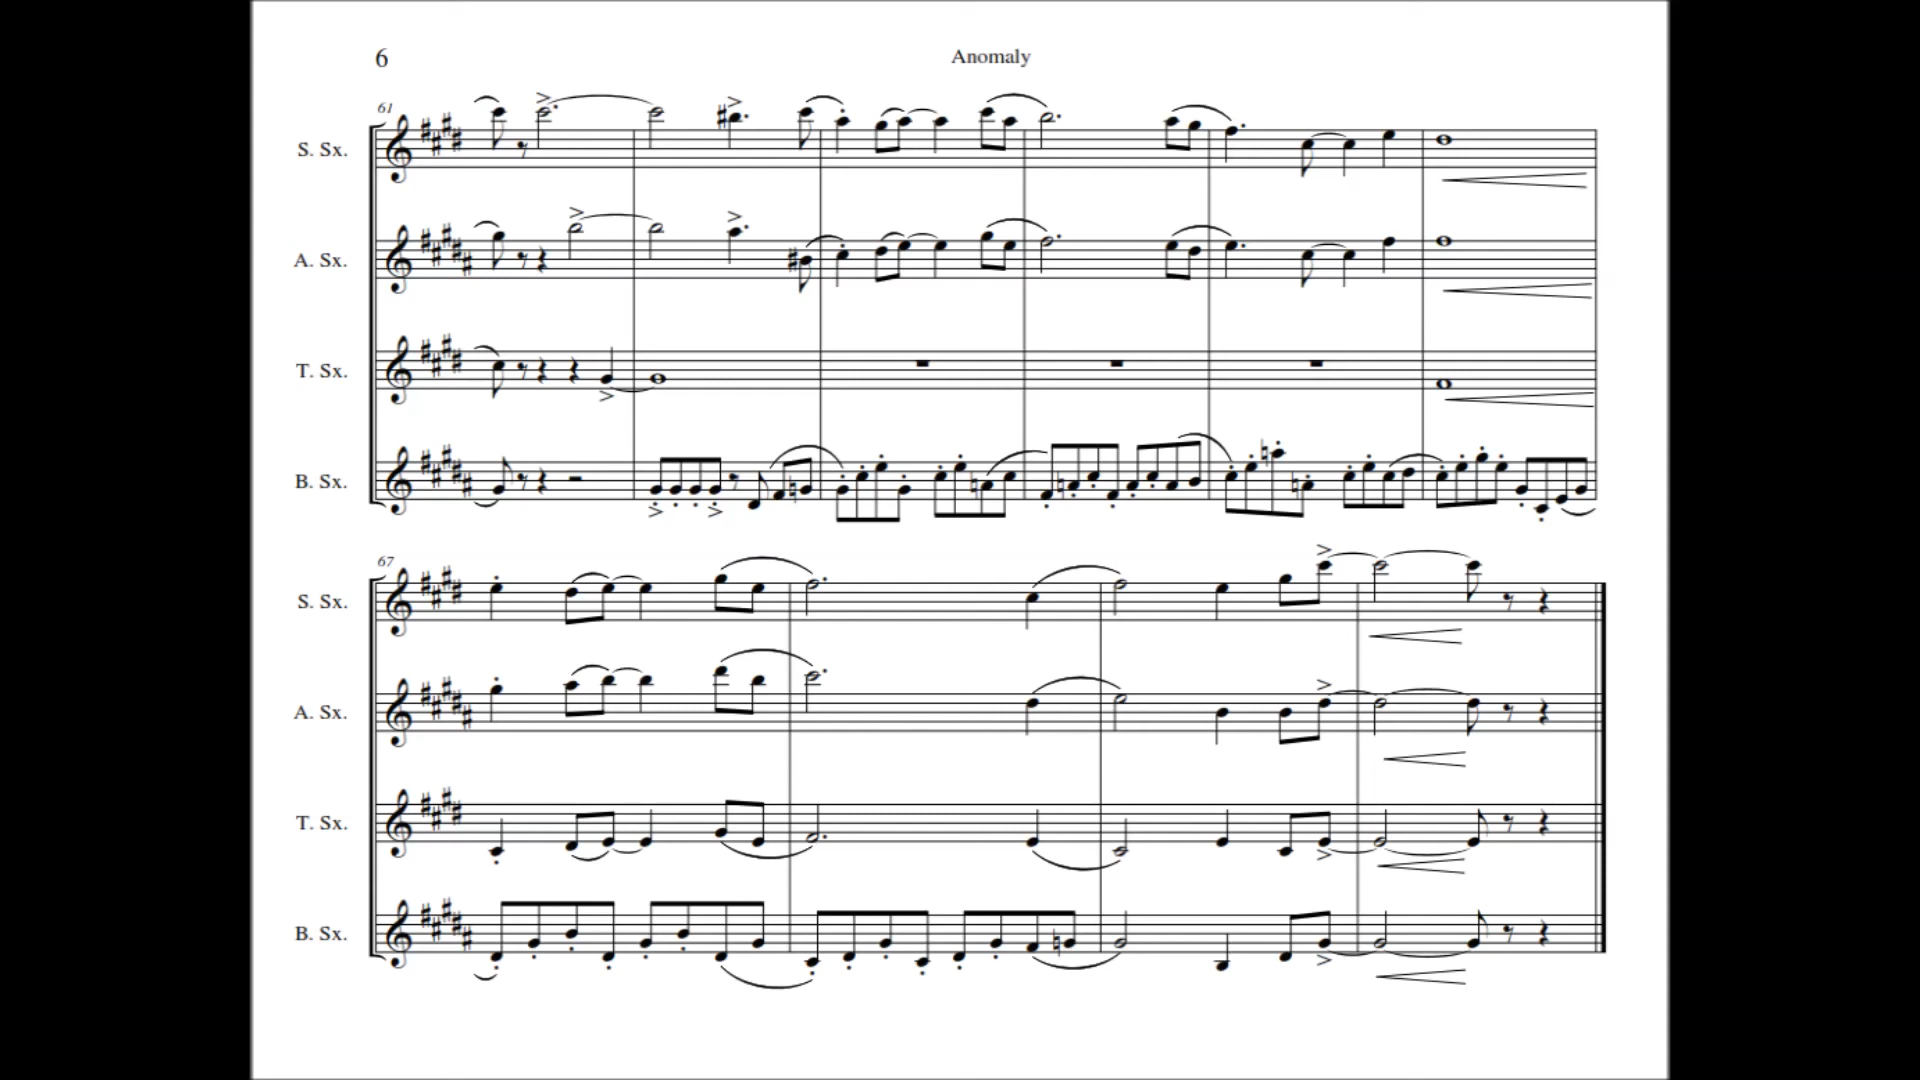 6
Anomaly
61
S. Sx.
A. Sx.
T. Sx.
B. Sx.
67
S. Sx.
A. Sx.
T. Sx.
B. Sx.